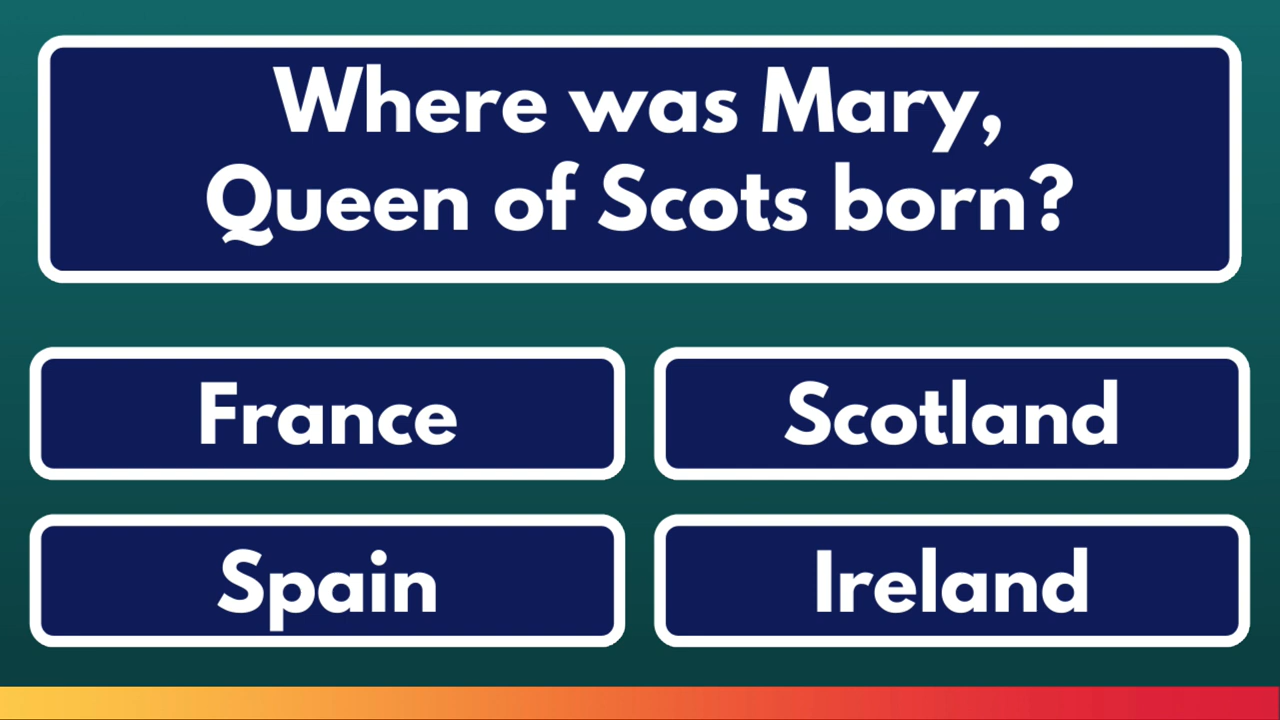 Where was Mary,
Queen of Scots born?
France
Scotland
Spain
Ireland